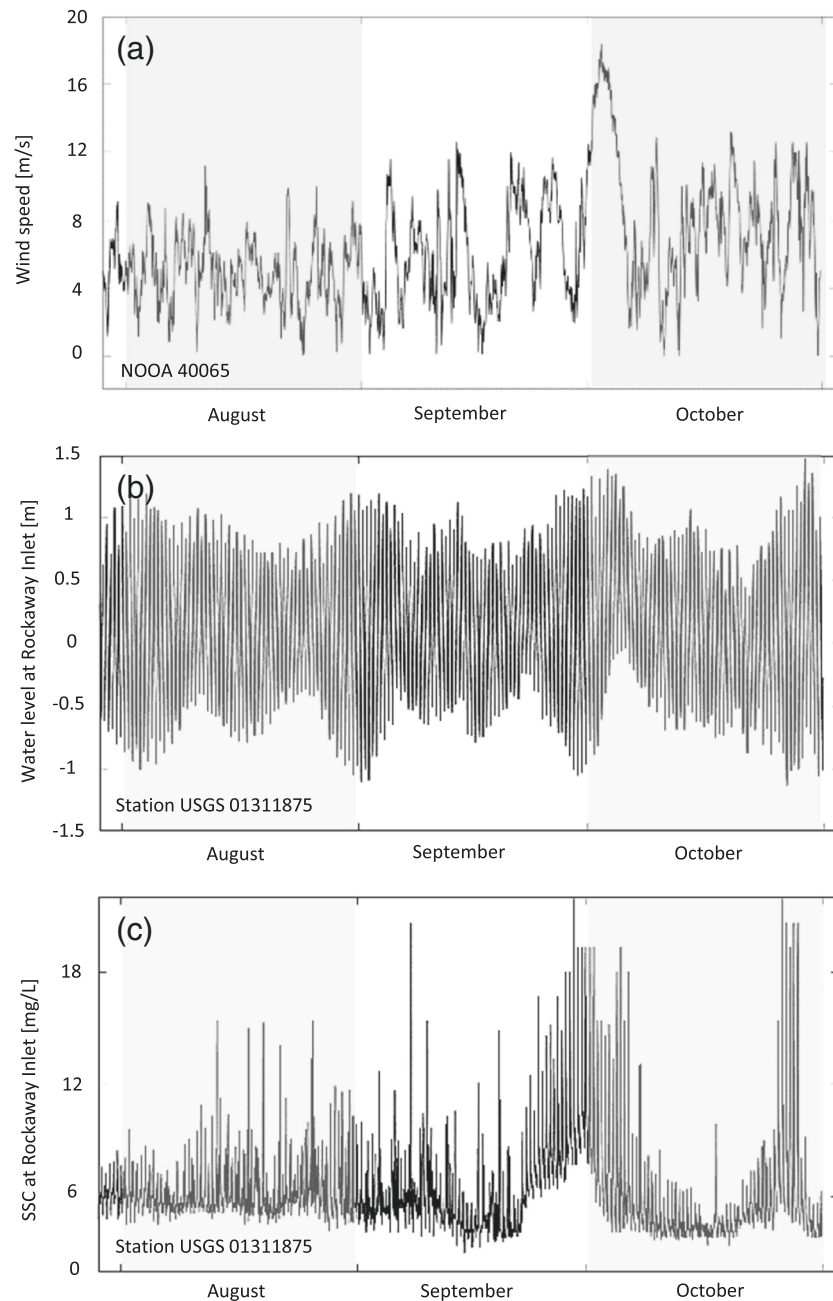 20
(a)
16
12
8
4
0
Wind speed [m/s]
NOOA 40065
August September October
1.5
(b)
1
0.5
0
-0.5
-1
-1.5
Water level at Rockaway Inlet [m]
Station USGS 01311875
August September October
(c)
18
12
6
0
SSC at Rockaway Inlet [mg/L]
Station USGS 01311875
August September October